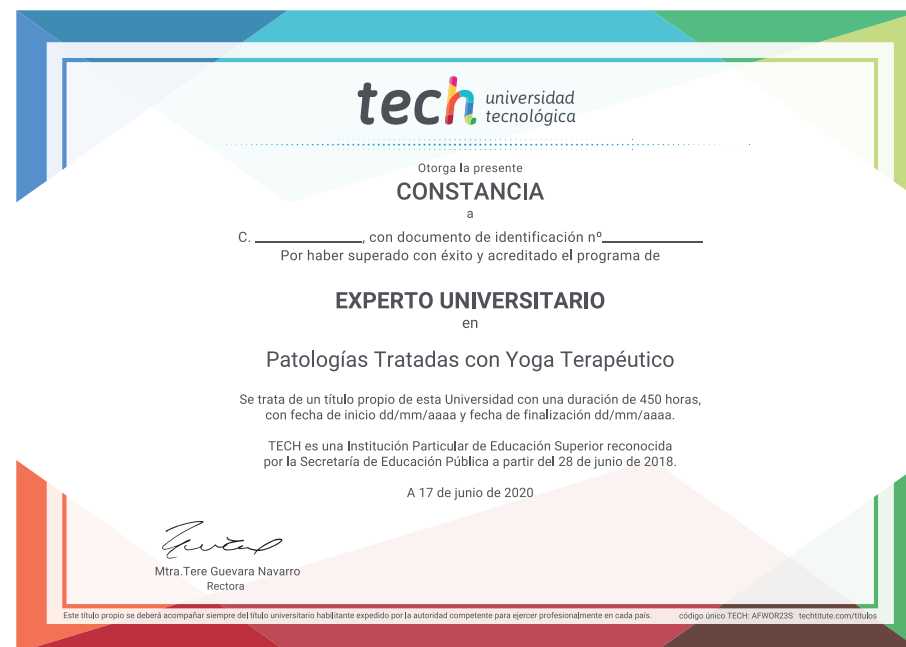 tech universidad
tecnológica
Otorga la presente
CONSTANCIA
a
C. ____________, con documento de identificación nº____________
Por haber superado con éxito y acreditado el programa de
EXPERTO UNIVERSITARIO
en
Patologías Tratadas con Yoga Terapéutico
Se trata de un título propio de esta Universidad con una duración de 450 horas,
con fecha de inicio dd/mm/aaaa y fecha de finalización dd/mm/aaaa.
TECH es una Institución Particular de Educación Superior reconocida
por la Secretaría de Educación Pública a partir del 28 de junio de 2018.
A 17 de junio de 2020
Mtra.Tere Guevara Navarro
Rectora
Este título propio se deberá acompañar siempre del título universitario habilitante expedido por la autoridad competente para ejercer profesionalmente en cada país. código único TECH: AFWOR23S techtitute.com/titulos